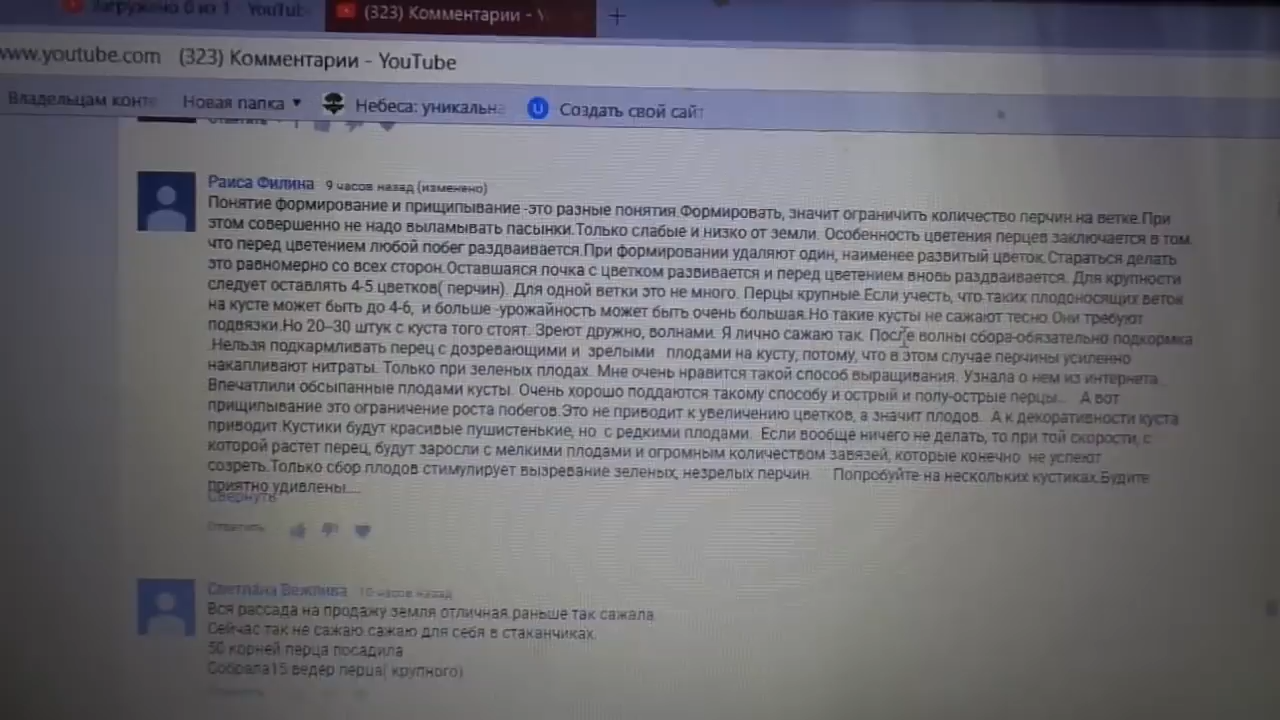 Загружено 0 из 1 - YouTub
(323) Комментарии - Y
www.youtube.com (323) Комментарии - YouTube
Владельцам конте
Новая папка
Небеса: уникальна
Создать свой сайт
Ответить 1
Раиса Филина 9 часов назад (изменено)
Понятие формирование и прищипывание -это разные понятия.Формировать, значит ограничить количество перчин на ветке.При
этом совершенно не надо выламывать пасынки.Только слабые и низко от земли. Особенность цветения перцев заключается в том,
что перед цветением любой побег раздваивается.При формировании удаляют один, наименее развитый цветок.Стараться делать
это равномерно со всех сторон.Оставшаяся почка с цветком развивается и перед цветением вновь раздваивается. Для крупности
следует оставлять 4-5 цветков( перчин). Для одной ветки это не много. Перцы крупные.Если учесть, что таких плодоносящих веток
на кусте может быть до 4-6, и больше -урожайность может быть очень большая.Но такие кусты не сажают тесно.Они требуют
подвязки.Но 20–30 штук с куста того стоят. Зреют дружно, волнами. Я лично сажаю так. После волны сбора-обязательно подкормка
.Нельзя подкармливать перец с дозревающими и зрелыми плодами на кусту, потому, что в этом случае перчины усиленно
накапливают нитраты. Только при зеленых плодах. Мне очень нравится такой способ выращивания. Узнала о нем из интернета.
Впечатлили обсыпанные плодами кусты. Очень хорошо поддаются такому способу и острый и полу-острые перцы... А вот
прищипывание это ограничение роста побегов.Это не приводит к увеличению цветков, а значит плодов. А к декоративности куста
приводит.Кустики будут красивые пушистенькие, но с редкими плодами. Если вообще ничего не делать, то при той скорости, с
которой растет перец, будут заросли с мелкими плодами и огромным количеством завязей, которые конечно не успеют
созреть.Только сбор плодов стимулирует вызревание зеленых, незрелых перчин. Попробуйте на нескольких кустиках.Будите
приятно удивлены....
Свернуть
Ответить
Светлана Вежлива 10 часов назад
Вся рассада на продажу земля отличная раньше так сажала
Сейчас так не сажаю сажаю для себя в стаканчиках.
50 корней перца посадила
Собрала15 ведер перца( крупного)